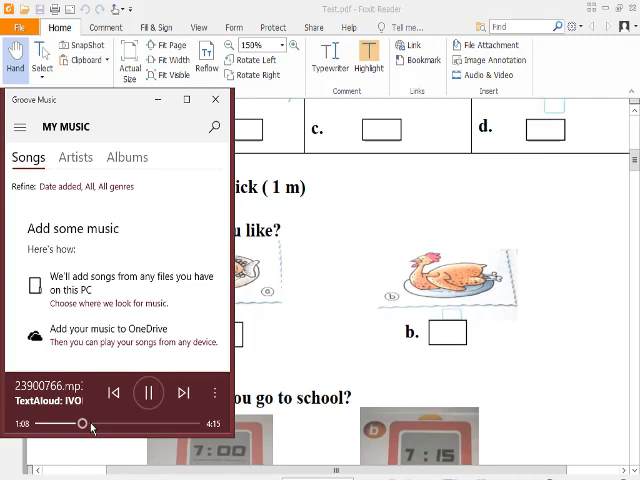 Test.pdf - Foxit Reader
File Home Comment Fill & Sign View Form Protect Share Help Tell me... Find
Hand Select SnapShot Clipboard Actual Size Fit Page Fit Width Fit Visible Reflow 150% Rotate Left Rotate Right Typewriter Highlight Link Bookmark File Attachment Image Annotation Audio & Video
Comment Links Insert
c. d.
ick ( 1 m)
u like?
a b
b.
ou go to school?
b
7:00 7:15
Groove Music
MY MUSIC
Songs Artists Albums
Refine: Date added, All, All genres
Add some music
Here's how:
We'll add songs from any files you have
on this PC
Choose where we look for music.
Add your music to OneDrive
Then you can play your songs from any device.
23900766.mp3
TextAloud: IVO
1:08 4:15